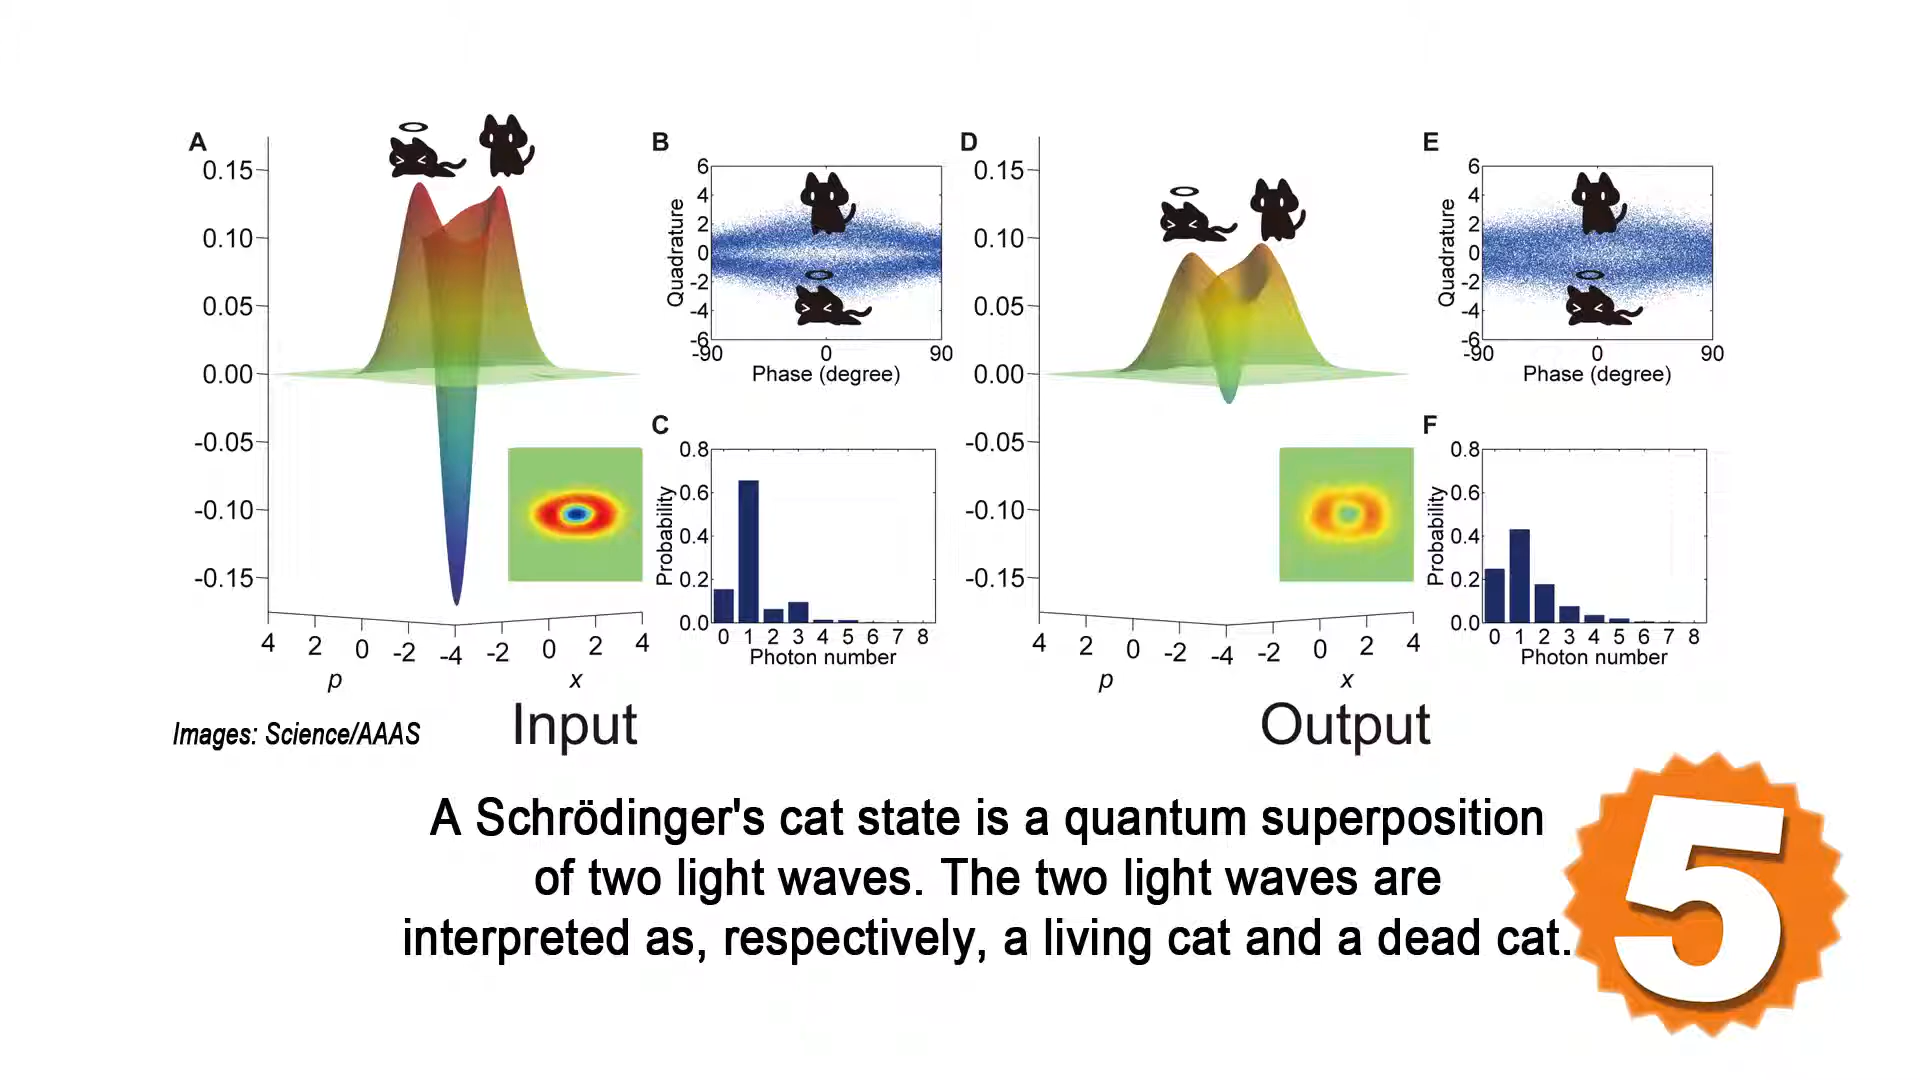 A
0.15
0.10
0.05
0.00
-0.05
-0.10
-0.15
4 2 0 -2 -4 -2 0 2 4
p x
B
Quadrature
6
4
2
0
-2
-4
-6
-90 0 90
Phase (degree)
C
Probability
0.8
0.6
0.4
0.2
0.0
0 1 2 3 4 5 6 7 8
Photon number
D
0.15
0.10
0.05
0.00
-0.05
-0.10
-0.15
4 2 0 -2 -4 -2 0 2 4
p x
E
Quadrature
6
4
2
0
-2
-4
-6
-90 0 90
Phase (degree)
F
Probability
0.8
0.6
0.4
0.2
0.0
0 1 2 3 4 5 6 7 8
Photon number
Images: Science/AAAS
Input
Output
A Schrödinger's cat state is a quantum superposition
of two light waves. The two light waves are
interpreted as, respectively, a living cat and a dead cat.
5